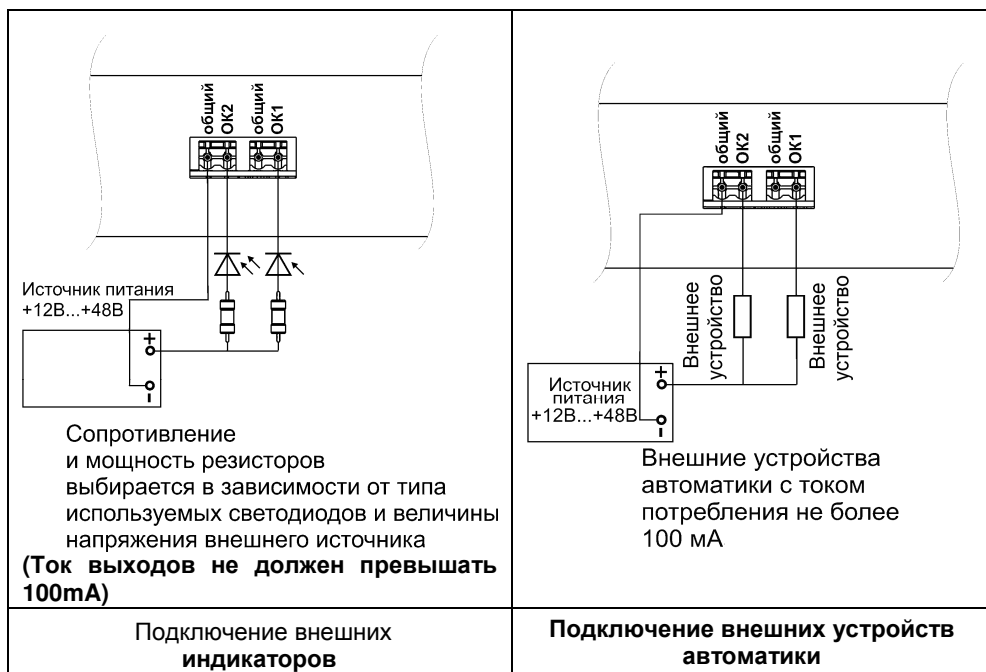 общий
ОК2
общий
ОК1
Источник питания
+12В...+48В
+
-
Сопротивление
и мощность резисторов
выбирается в зависимости от типа
используемых светодиодов и величины
напряжения внешнего источника
(Ток выходов не должен превышать
100mA)
Подключение внешних
индикаторов
общий
ОК2
общий
ОК1
Внешнее
устройство
Внешнее
устройство
Источник
питания
+12В...+48В
+
-
Внешние устройства
автоматики с током
потребления не более
100 мА
Подключение внешних устройств
автоматики